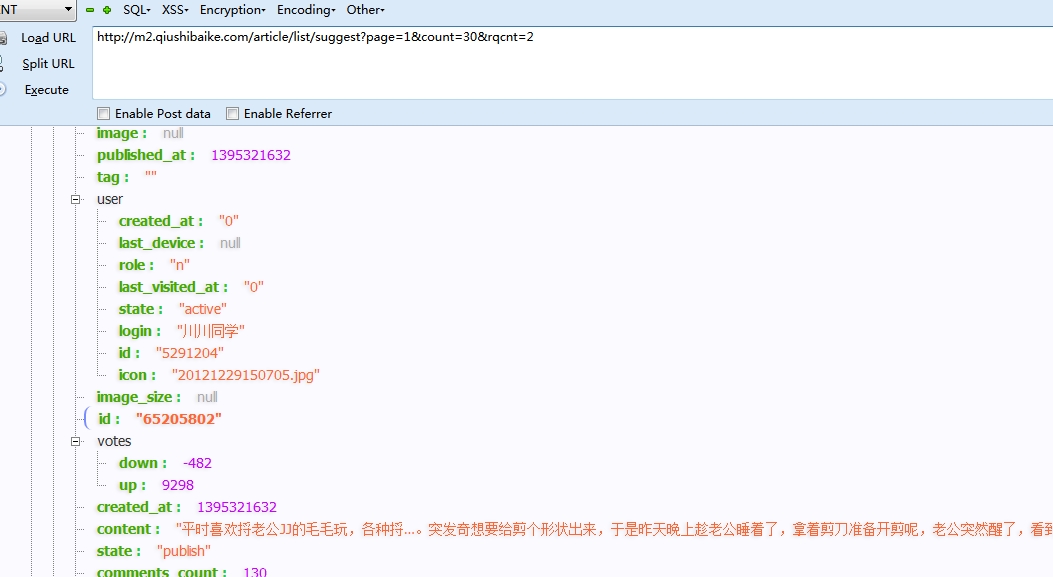 NT SQL- XSS- Encryption- Encoding- Other-
Load URL http://m2.qiushibaike.com/article/list/suggest?page=1&count=30&rqcnt=2
Split URL
Execute
Enable Post data Enable Referrer
image : null
published_at : 1395321632
tag : ""
user
created_at : "0"
last_device : null
role : "n"
last_visited_at : "0"
state : "active"
login : "川川同学"
id : "5291204"
icon : "20121229150705.jpg"
image_size : null
id : "65205802"
votes
down : -482
up : 9298
created_at : 1395321632
content : "平时喜欢捋老公JJ的毛毛玩，各种捋...。突发奇想要给剪个形状出来，于是昨天晚上趁老公睡着了，拿着剪刀准备开剪呢，老公突然醒了，看到
state : "publish"
comments_count : 130